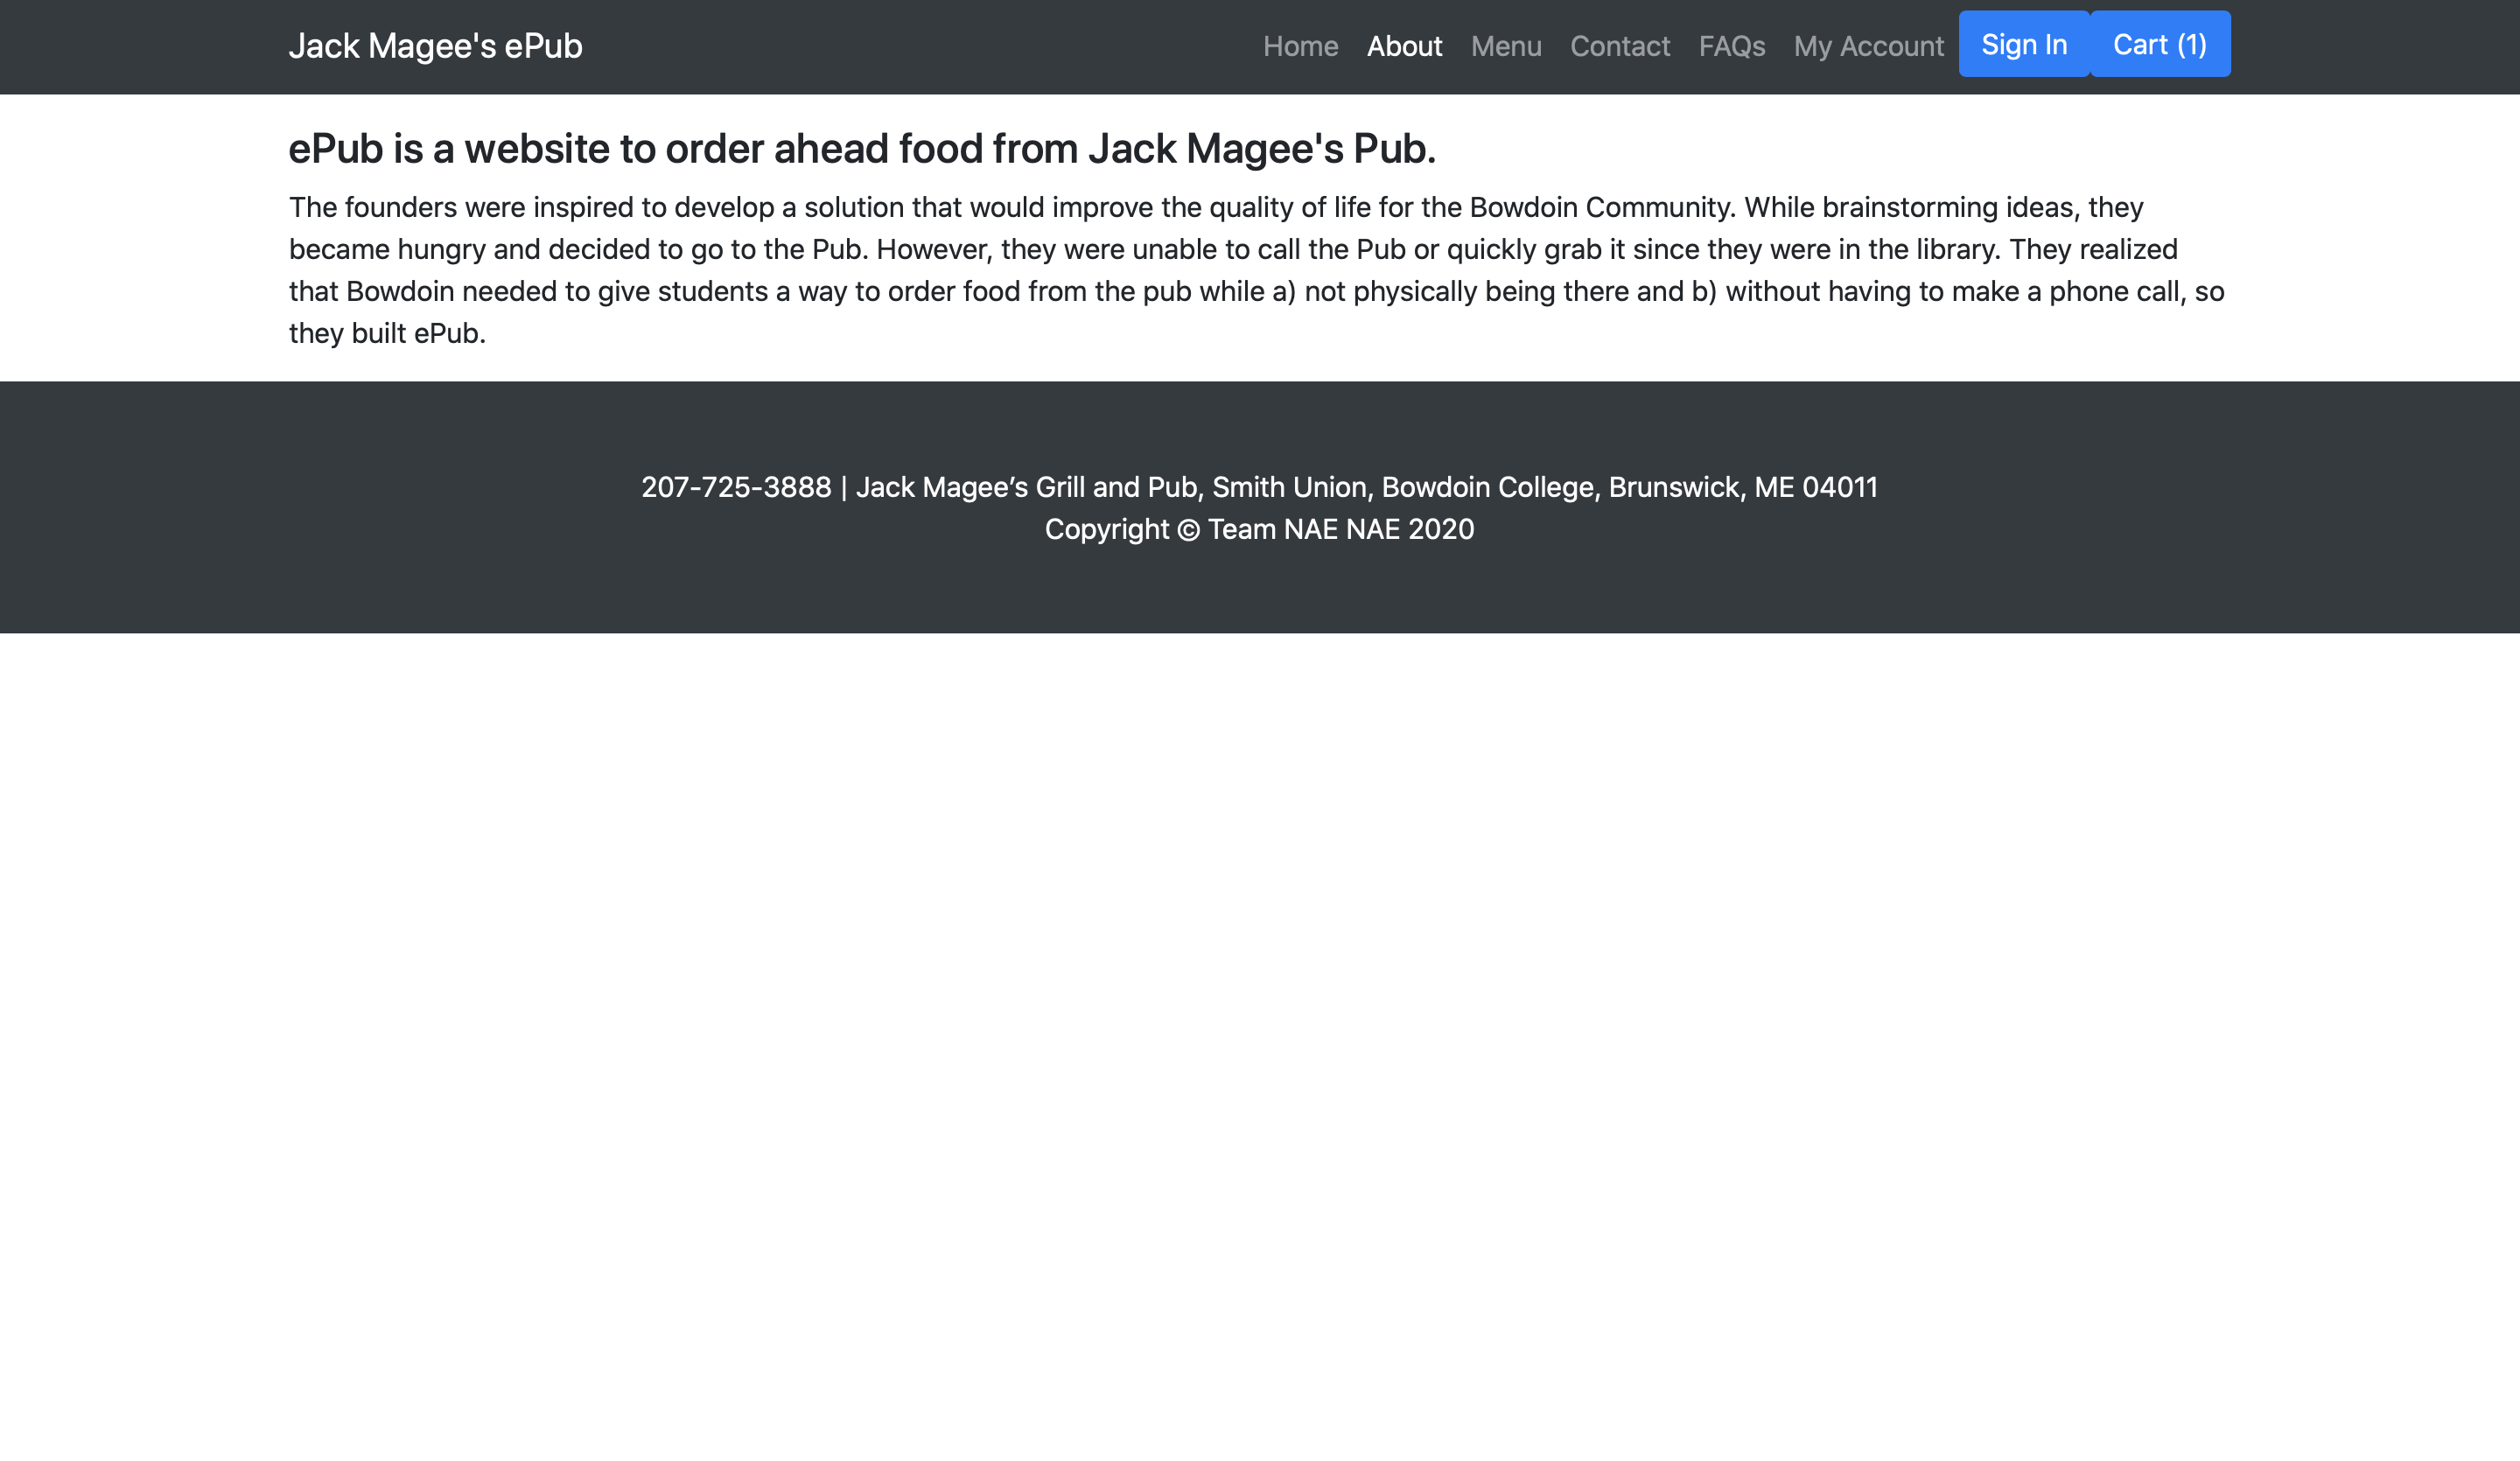 Jack Magee's ePub
Home About Menu Contact FAQs My Account Sign In Cart (1)
ePub is a website to order ahead food from Jack Magee's Pub.
The founders were inspired to develop a solution that would improve the quality of life for the Bowdoin Community. While brainstorming ideas, they
became hungry and decided to go to the Pub. However, they were unable to call the Pub or quickly grab it since they were in the library. They realized
that Bowdoin needed to give students a way to order food from the pub while a) not physically being there and b) without having to make a phone call, so
they built ePub.
207-725-3888 | Jack Magee’s Grill and Pub, Smith Union, Bowdoin College, Brunswick, ME 04011
Copyright © Team NAE NAE 2020